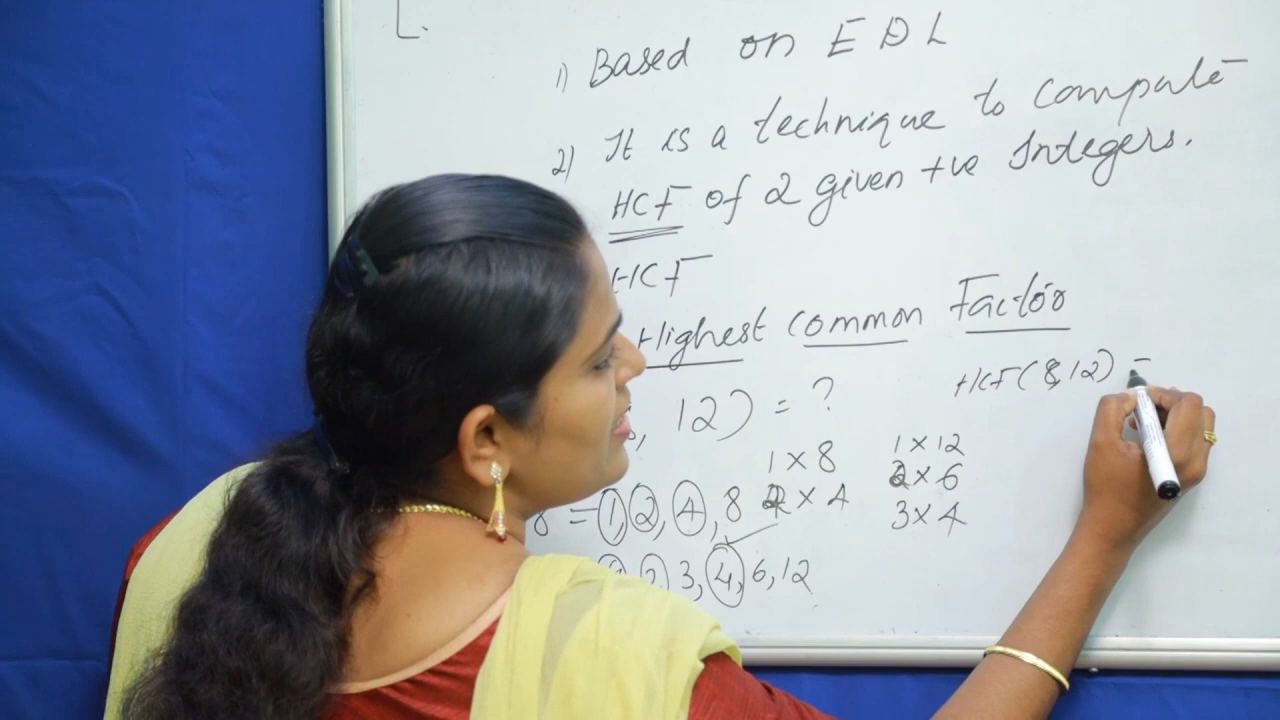 1) Based on E D L
2) It is a technique to compute
HCF of 2 given +ve Integers.
HCF
Highest Common Factor
HCF(8,12) =
, 12) = ?
1 x 8
1 x 12
2 x 6
8 = 1, 2, 4, 8 2 x 4
3 x 4
1, 2, 3, 4, 6, 12